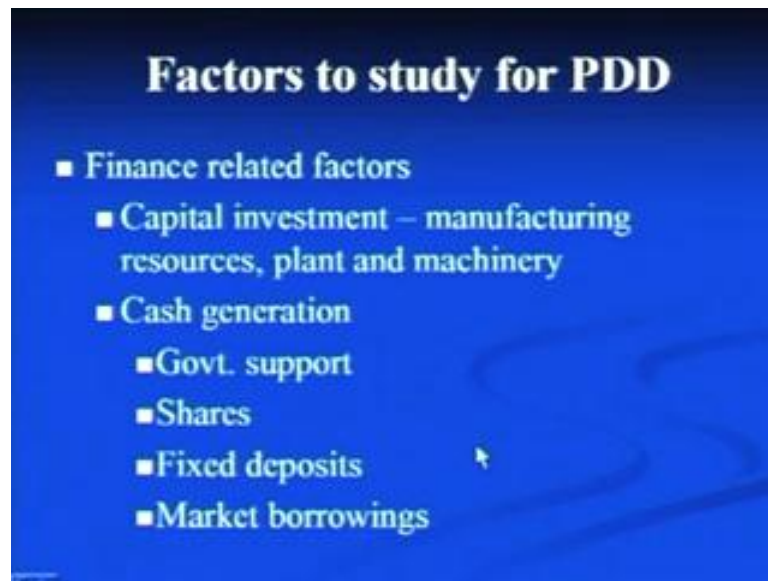 Factors to study for PDD
■ Finance related factors
■ Capital investment – manufacturing
resources, plant and machinery
■ Cash generation
■Govt. support
■Shares
■Fixed deposits
■Market borrowings